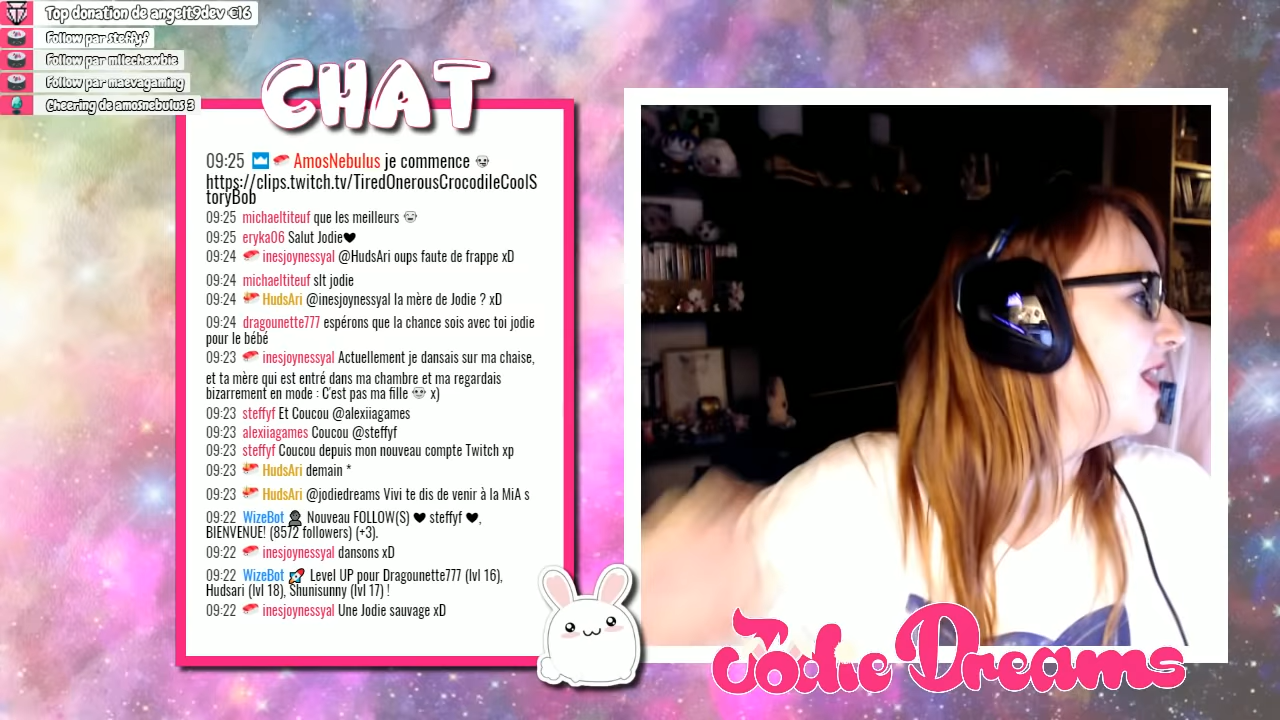 Top donation de angett9dev €16
Follow par steffyf
Follow par mllechewbie
Follow par maevagaming
Cheering de amosnebulus 3
CHAT
09:25 AmosNebulus je commence
https://clips.twitch.tv/TiredOnerousCrocodileCoolS
toryBob
09:25 michaeltiteuf que les meilleurs
09:25 eryka06 Salut Jodie🖤
09:24 inesjoynessyal @HudsAri oups faute de frappe xD
09:24 michaeltiteuf slt jodie
09:24 HudsAri @inesjoynessyal la mère de Jodie ? xD
09:24 dragounette777 espérons que la chance sois avec toi jodie
pour le bébé
09:23 inesjoynessyal Actuellement je dansais sur ma chaise,
et ta mère qui est entré dans ma chambre et ma regardais
bizarrement en mode : C'est pas ma fille x)
09:23 steffyf Et Coucou @alexiiagames
09:23 alexiiagames Coucou @steffyf
09:23 steffyf Coucou depuis mon nouveau compte Twitch xp
09:23 HudsAri demain *
09:23 HudsAri @jodiedreams Vivi te dis de venir à la MiA s
09:22 WizeBot Nouveau FOLLOW(S) 🖤 steffyf 🖤,
BIENVENUE! (8572 followers) (+3).
09:22 inesjoynessyal dansons xD
09:22 WizeBot 🚀 Level UP pour Dragounette777 (lvl 16),
Hudsari (lvl 18), Shunisunny (lvl 17) !
09:22 inesjoynessyal Une Jodie sauvage xD
Jodie Dreams